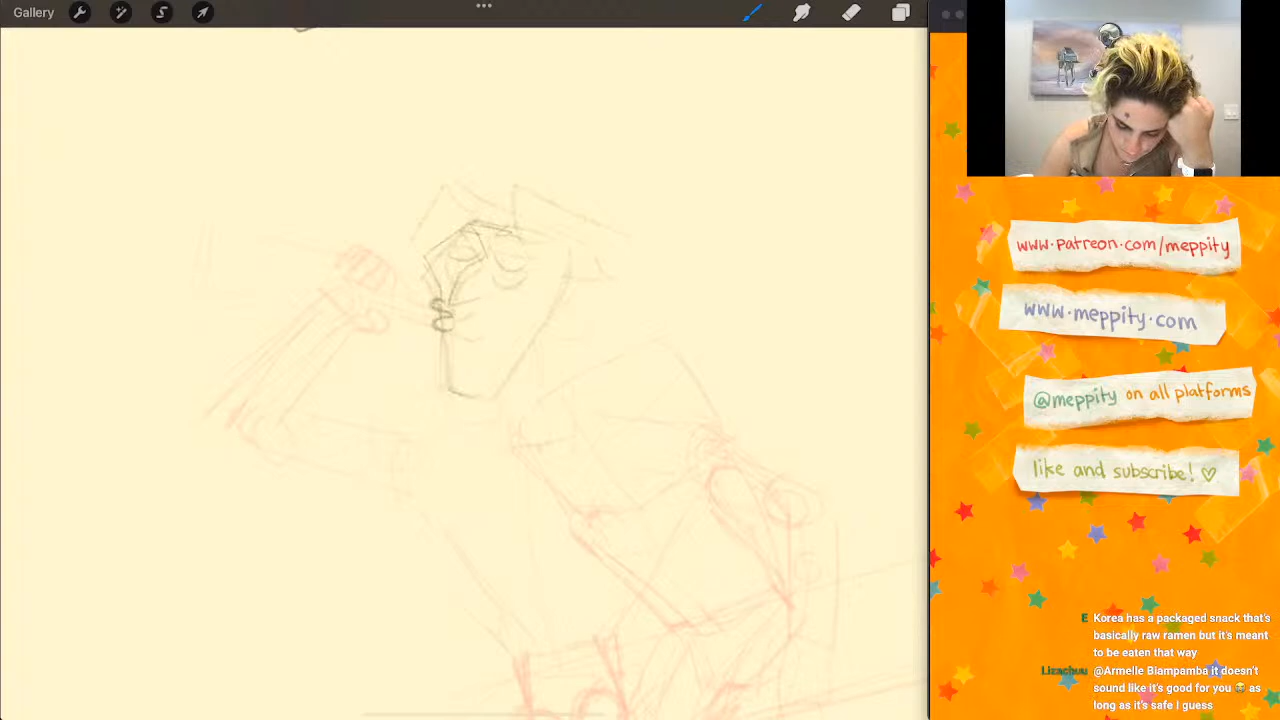 Gallery
www.patreon.com/meppity
www.meppity.com
@meppity on all platforms
like and subscribe! ♡
E Korea has a packaged snack that's
basically raw ramen but it's meant
to be eaten that way
Lizachuu @Armelle Biampamba it doesn't
sound like it's good for you 😭 as
long as it's safe I guess